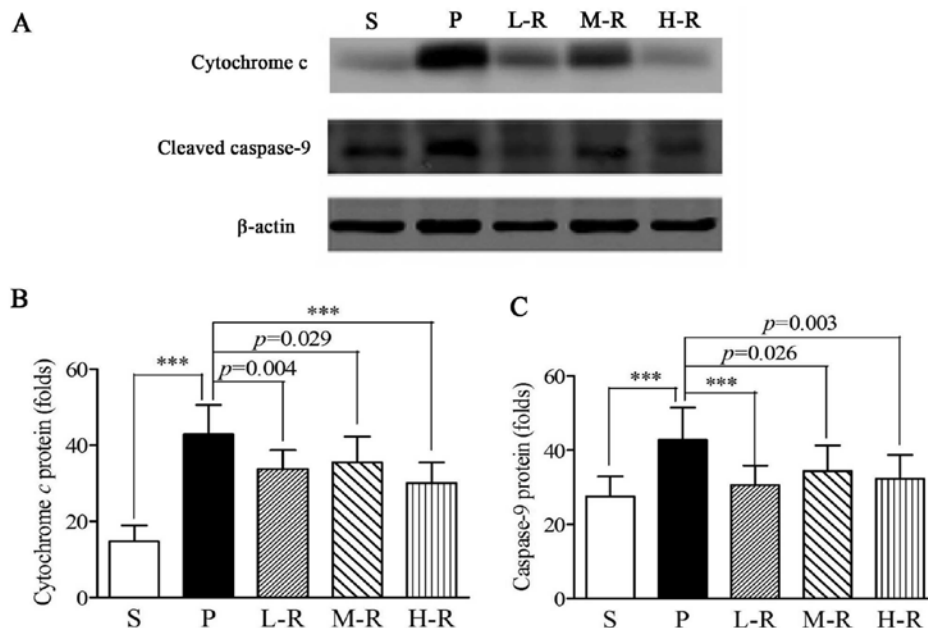 A
S P L-R M-R H-R
Cytochrome c
Cleaved caspase-9
β-actin
B
Cytochrome c protein (folds)
60
40
20
0
***
***
p=0.029
p=0.004
S P L-R M-R H-R
C
Caspase-9 protein (folds)
60
40
20
0
p=0.003
p=0.026
***
***
S P L-R M-R H-R